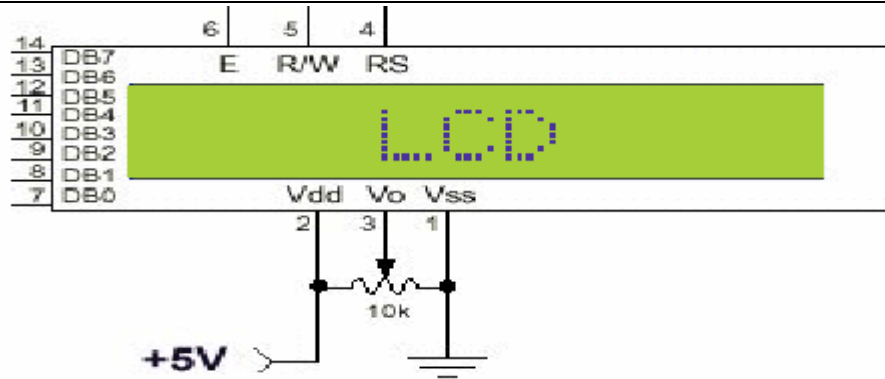 6 5 4
14 DB7 E R/W RS
13 DB6
12 DB5
11 DB4
10 DB3
9 DB2
8 DB1
7 DB0
LCD
Vdd Vo Vss
2 3 1
10k
+5V